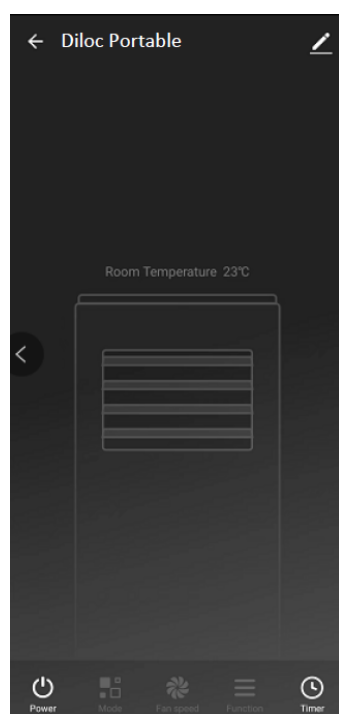 Diloc Portable
Room Temperature 23℃
Power Mode Fan speed Function Timer